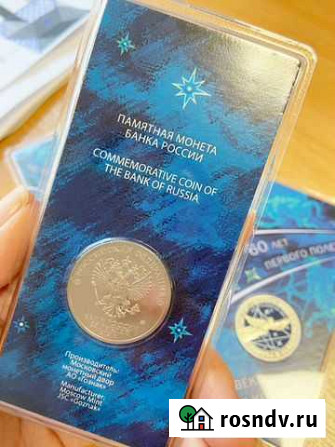 ПАМЯТНАЯ МОНЕТА
БАНКА РОССИИ
COMMEMORATIVE COIN OF
THE BANK OF RUSSIA
Производитель:
Московский
монетный двор
АО «Гознак»
Manufacturer:
Moscow Mint
JSC «Goznak»
60 ЛЕТ
ПЕРВОГО
rosndv.ru